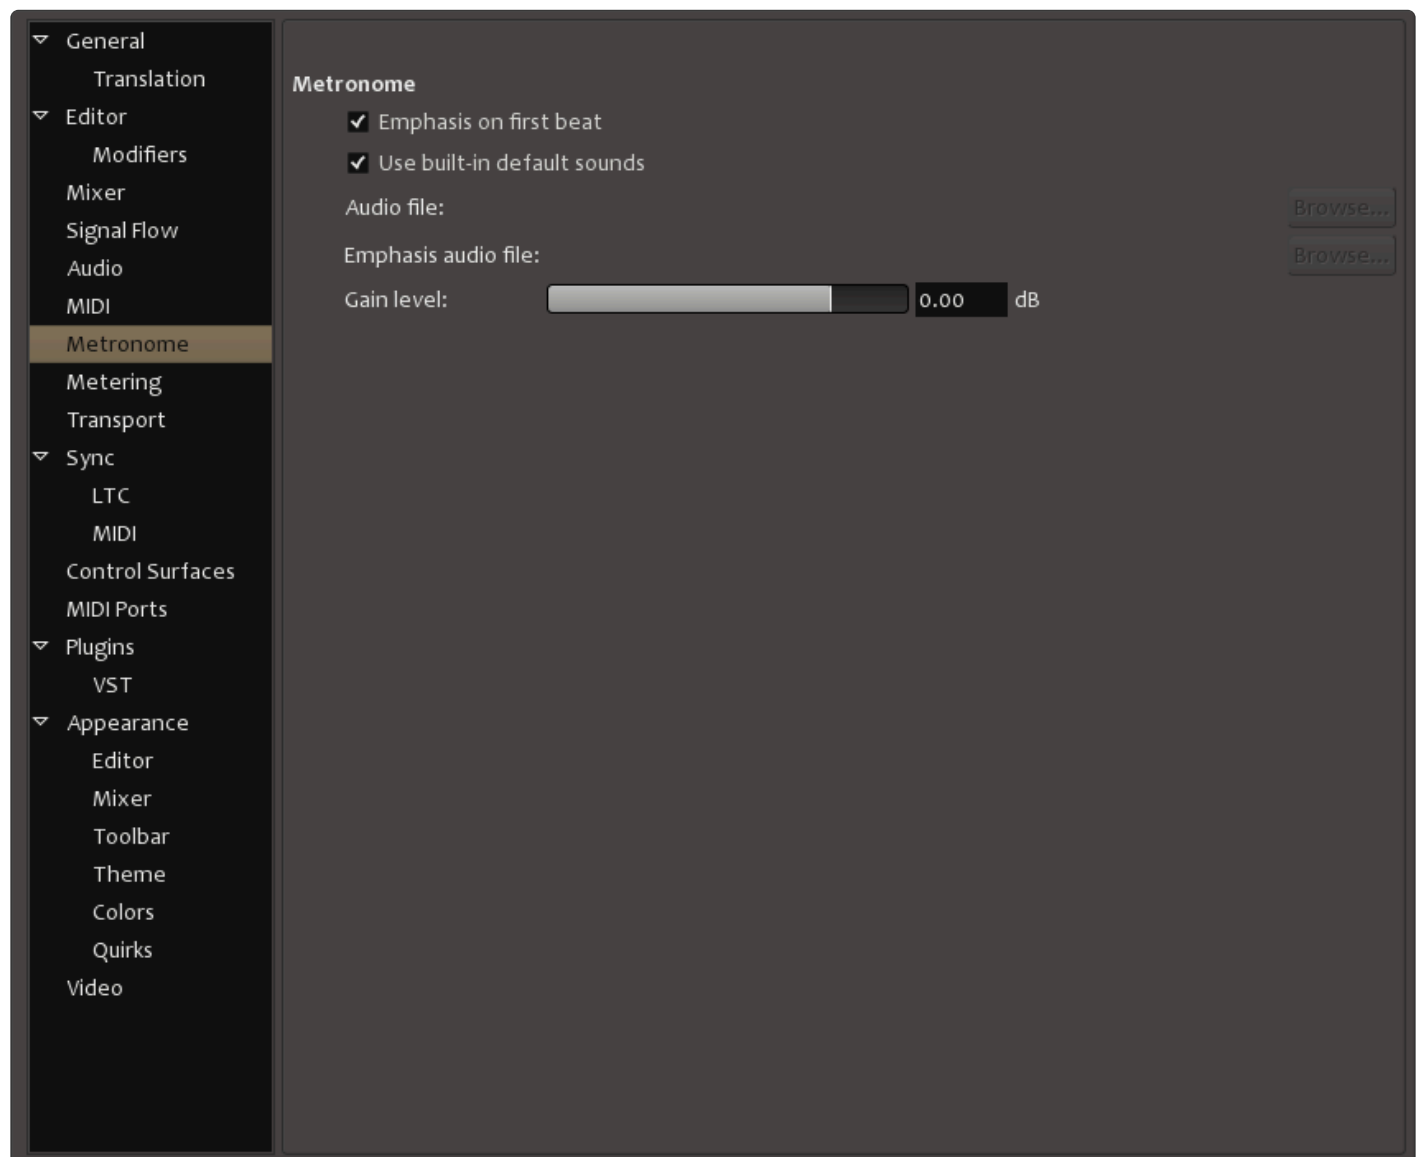 General
Translation
Editor
Modifiers
Mixer
Signal Flow
Audio
MIDI
Metronome
Metering
Transport
Sync
LTC
MIDI
Control Surfaces
MIDI Ports
Plugins
VST
Appearance
Editor
Mixer
Toolbar
Theme
Colors
Quirks
Video
Metronome
Emphasis on first beat
Use built-in default sounds
Audio file: Browse...
Emphasis audio file: Browse...
Gain level: 0.00 dB